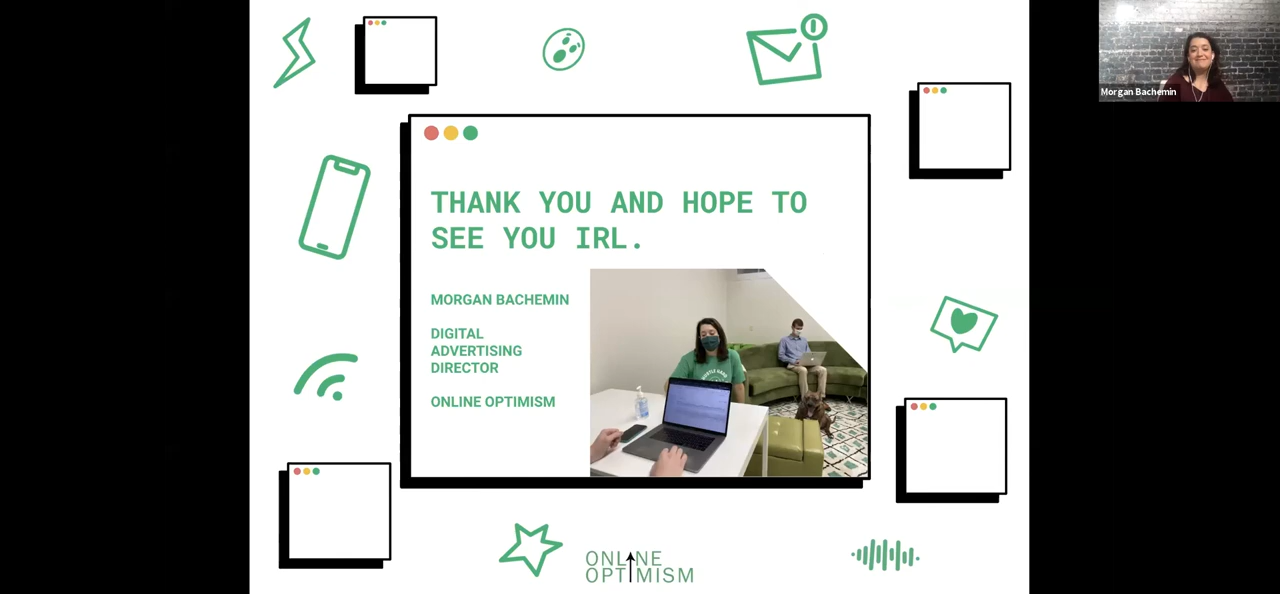 Morgan Bachemin
THANK YOU AND HOPE TO
SEE YOU IRL.
MORGAN BACHEMIN
DIGITAL
ADVERTISING
DIRECTOR
ONLINE OPTIMISM
ONLINE
OPTIMISM